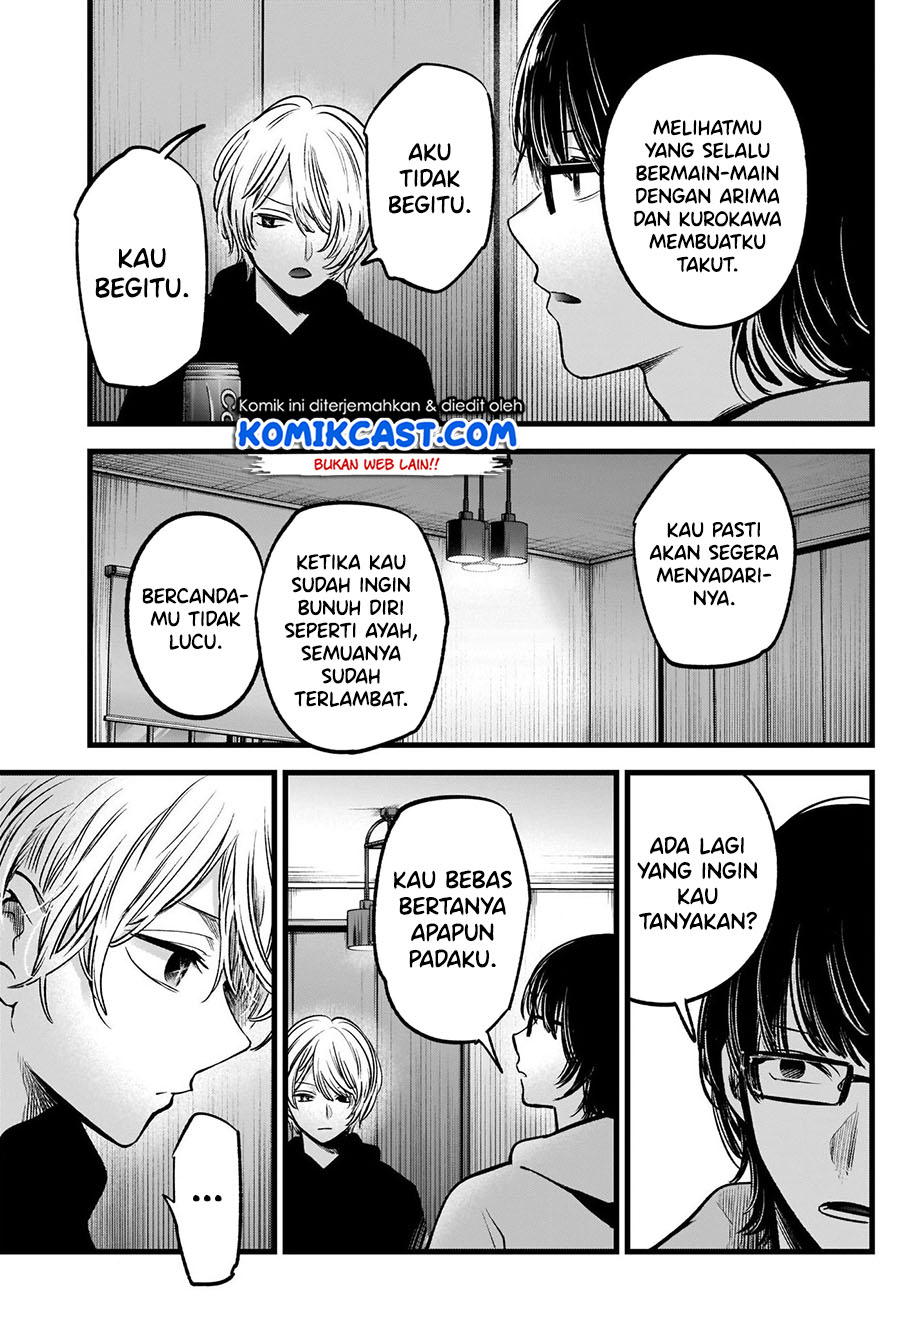 MELIHATMU
YANG SELALU
BERMAIN-MAIN
DENGAN ARIMA
DAN KUROKAWA
MEMBUATKU
TAKUT.
AKU
TIDAK
BEGITU.
KAU
BEGITU.
Komik ini diterjemahkan & diedit oleh
KOMIKCAST.COM
BUKAN WEB LAIN!!
KAU PASTI
AKAN SEGERA
MENYADARI-
NYA.
KETIKA KAU
SUDAH INGIN
BUNUH DIRI
SEPERTI AYAH,
SEMUANYA
SUDAH
TERLAMBAT.
BERCANDA-
MU TIDAK
LUCU.
ADA LAGI
YANG INGIN
KAU
TANYAKAN?
KAU BEBAS
BERTANYA
APAPUN
PADAKU.
...